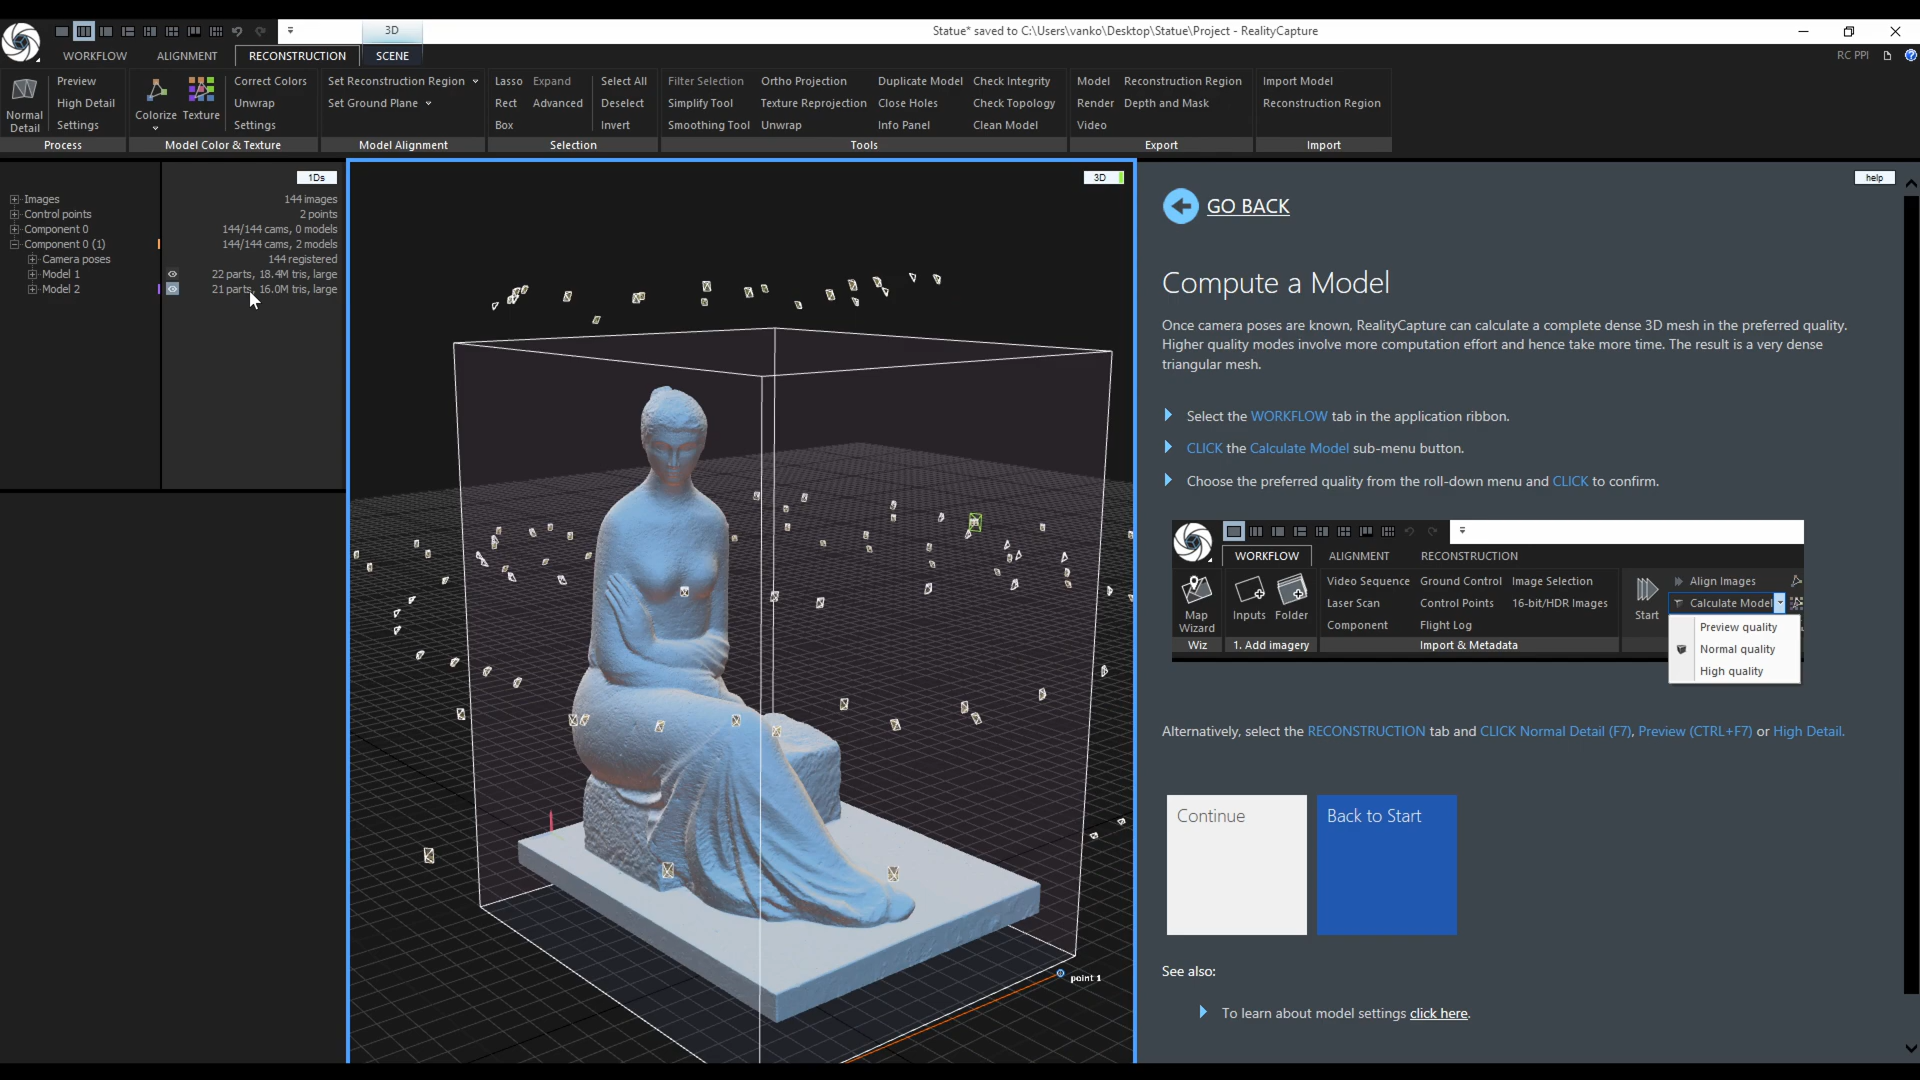 3D
Statue* saved to C:\Users\vanko\Desktop\Statue\Project - RealityCapture
WORKFLOW
ALIGNMENT
RECONSTRUCTION
SCENE
RC PPI
Normal Detail
Preview
High Detail
Settings
Process
Colorize
Texture
Correct Colors
Unwrap
Settings
Model Color & Texture
Set Reconstruction Region
Set Ground Plane
Model Alignment
Lasso
Expand
Select All
Rect
Advanced
Deselect
Box
Invert
Selection
Filter Selection
Ortho Projection
Duplicate Model
Check Integrity
Simplify Tool
Texture Reprojection
Close Holes
Check Topology
Smoothing Tool
Unwrap
Info Panel
Clean Model
Tools
Model
Reconstruction Region
Render
Depth and Mask
Video
Export
Import Model
Reconstruction Region
Import
1Ds
Images 144 images
Control points 2 points
Component 0 144/144 cams, 0 models
Component 0 (1) 144/144 cams, 2 models
Camera poses 144 registered
Model 1 22 parts, 18.4M tris, large
Model 2 21 parts, 16.0M tris, large
3D
point 1
help
GO BACK
Compute a Model
Once camera poses are known, RealityCapture can calculate a complete dense 3D mesh in the preferred quality.
Higher quality modes involve more computation effort and hence take more time. The result is a very dense
triangular mesh.
Select the WORKFLOW tab in the application ribbon.
CLICK the Calculate Model sub-menu button.
Choose the preferred quality from the roll-down menu and CLICK to confirm.
WORKFLOW
ALIGNMENT
RECONSTRUCTION
Map Wizard
Wiz
Inputs
Folder
1. Add imagery
Video Sequence
Ground Control
Image Selection
Laser Scan
Control Points
16-bit/HDR Images
Component
Flight Log
Import & Metadata
Start
Align Images
Calculate Model
Preview quality
Normal quality
High quality
Alternatively, select the RECONSTRUCTION tab and CLICK Normal Detail (F7), Preview (CTRL+F7) or High Detail.
Continue
Back to Start
See also:
To learn about model settings click here.